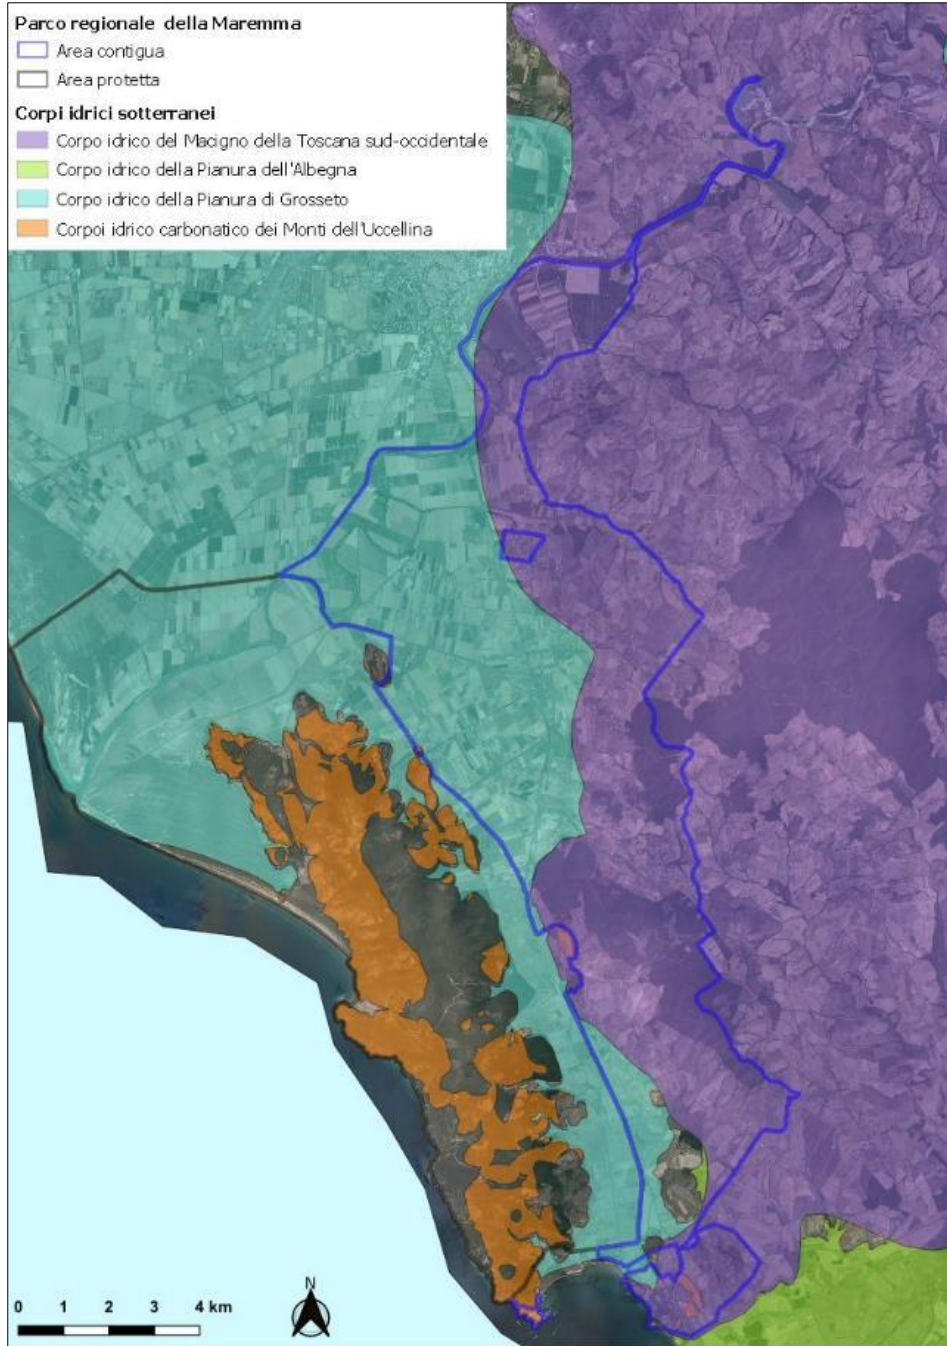 Parco regionale della Maremma
Area contigua
Area protetta
Corpi idrici sotterranei
Corpo idrico del Macigno della Toscana sud-occidentale
Corpo idrico della Pianura dell'Albegna
Corpo idrico della Pianura di Grosseto
Corpoi idrico carbonatico dei Monti dell'Uccellina
N
0 1 2 3 4 km